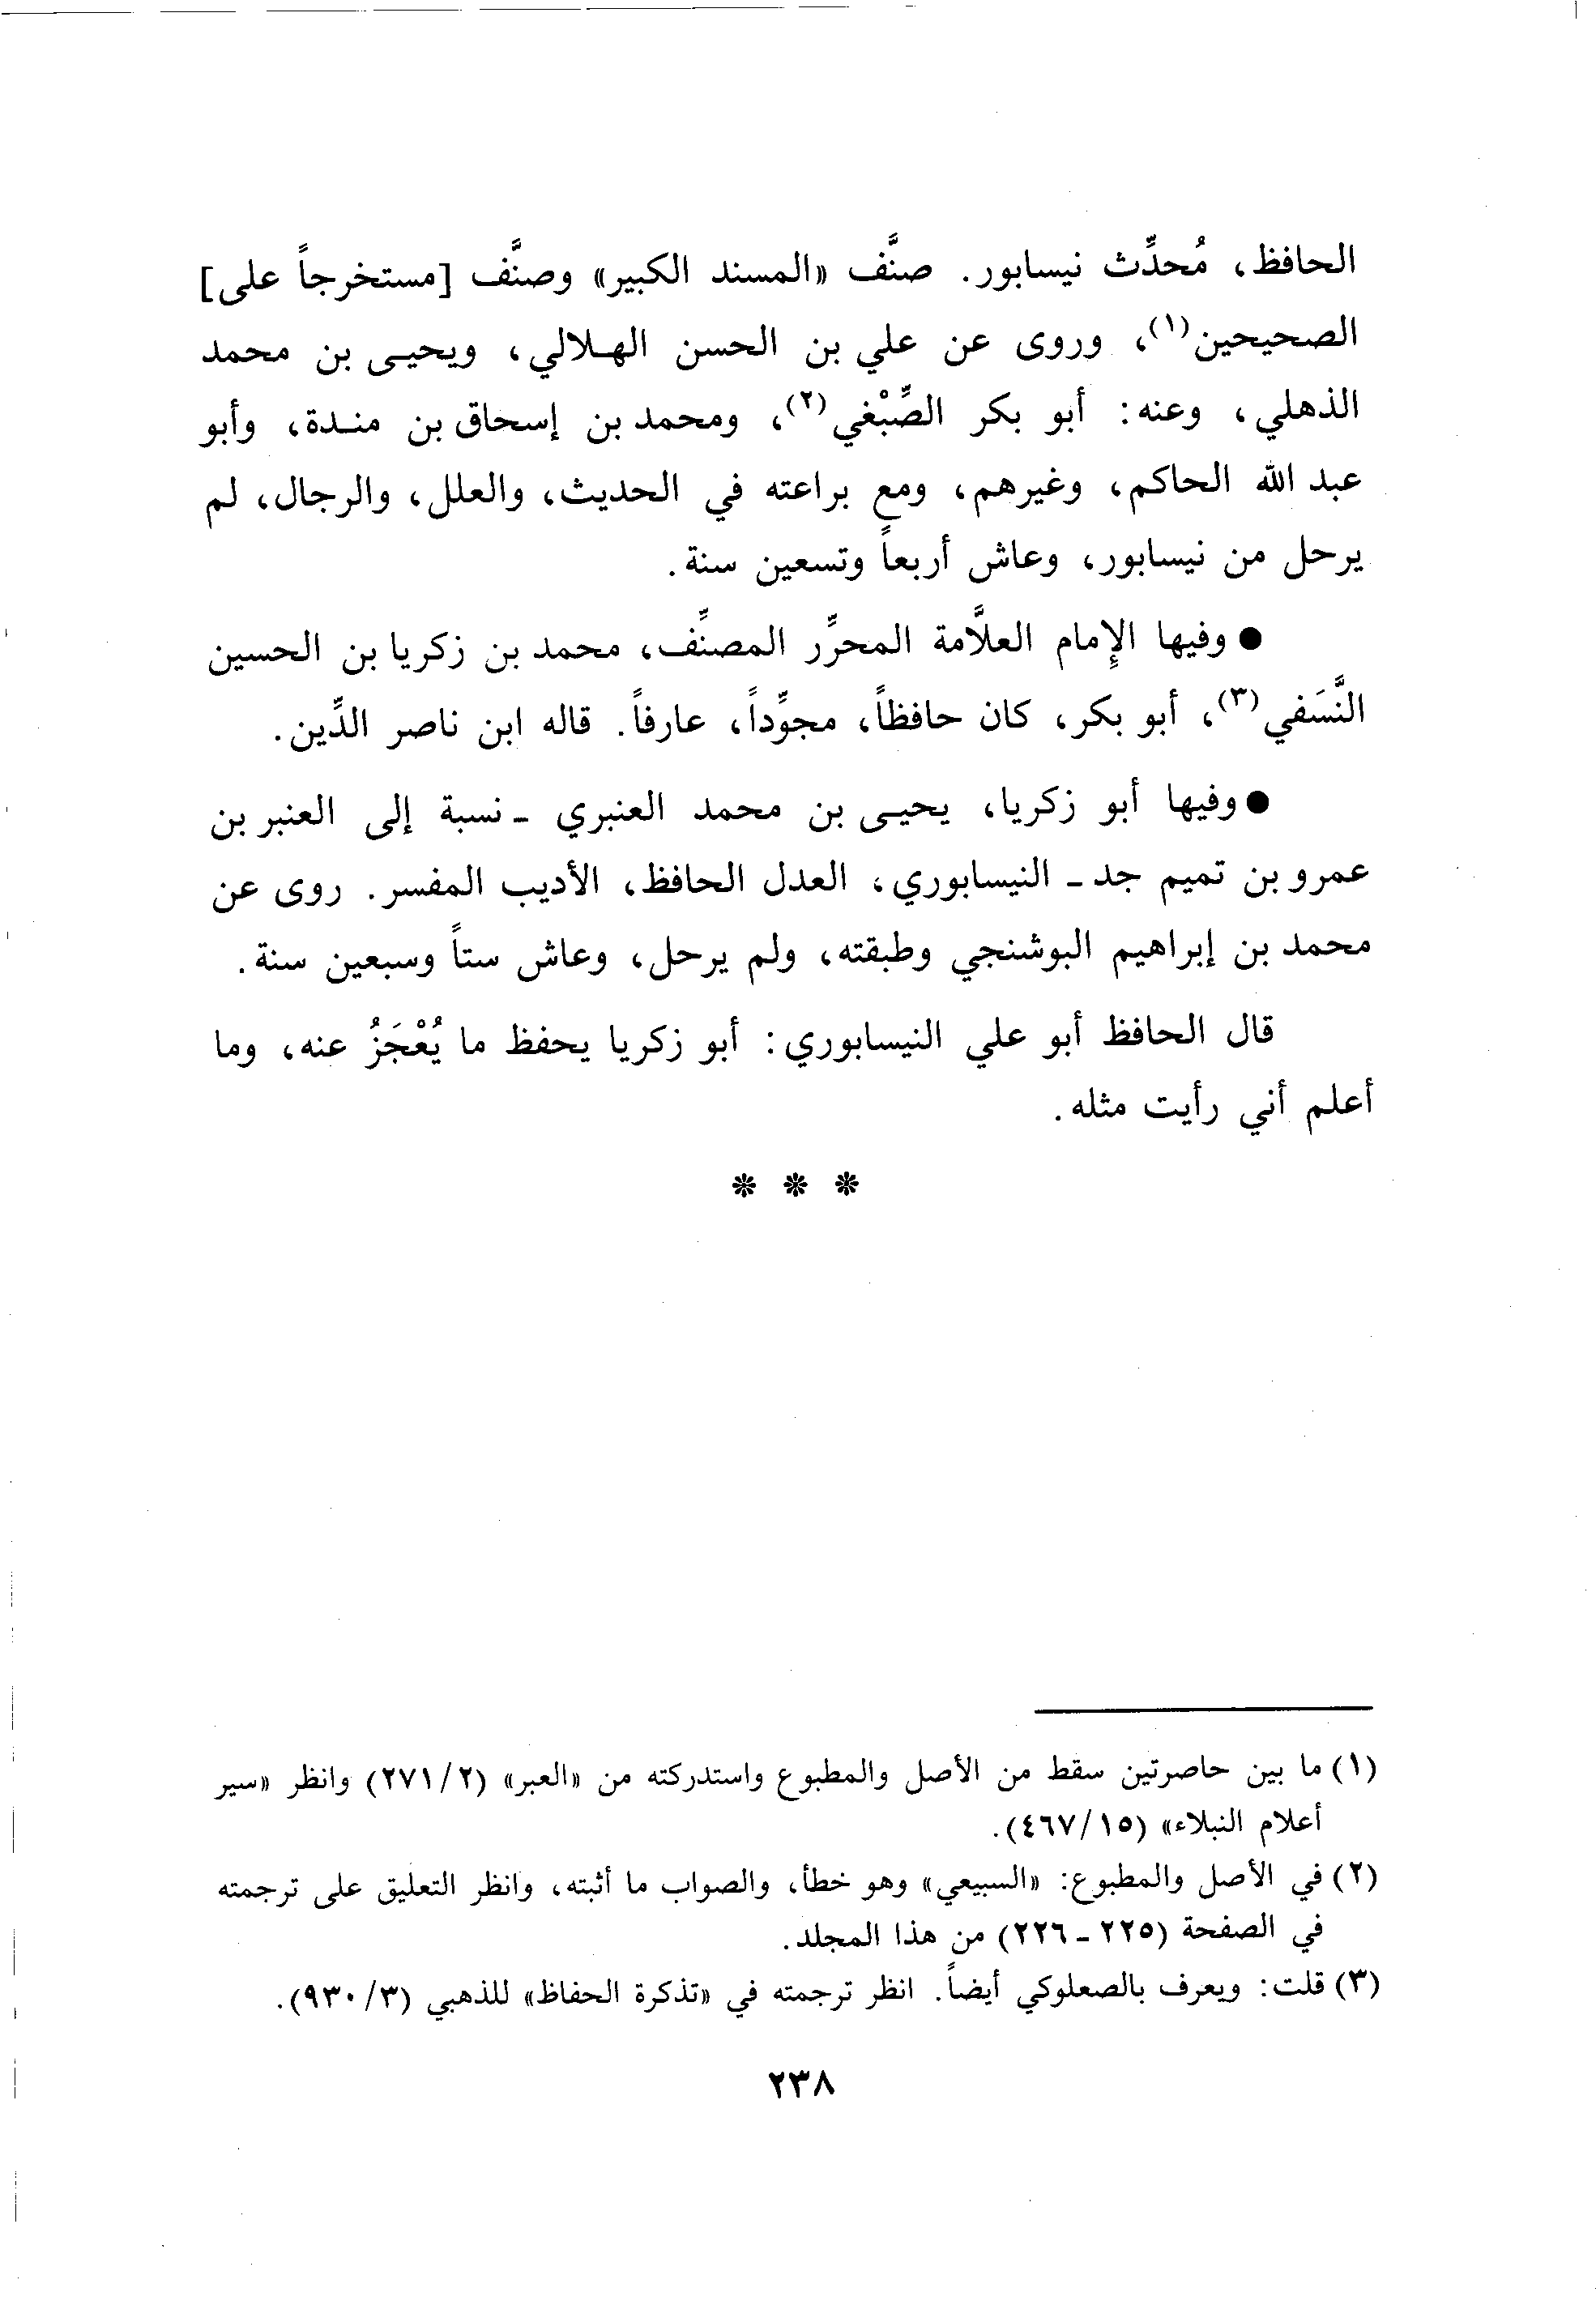 الحافظ، مُحدِّث نيسابور. صنَّف «المسند الكبير» وصنَّف [مستخرجاً على]
الصحيحين(١)، وروى عن علي بن الحسن الهلالي، ويحيى بن محمد
الذهلي، وعنه: أبو بكر الصِّبْغي(٢)، ومحمد بن إسحاق بن منده، وأبو
عبد الله الحاكم، وغيرهم، ومع براعته في الحديث، والعلل، والرجال، لم
يرحل من نيسابور، وعاش أربعاً وتسعين سنة.
● وفيها الإِمام العلاَّمة المحرِّر المصنِّف، محمد بن زكريا بن الحسين
النَّسَفي(٣)، أبو بكر، كان حافظاً، مجوِّداً، عارفاً. قاله ابن ناصر الدِّين.
● وفيها أبو زكريا، يحيى بن محمد العنبري - نسبة إلى العنبر بن
عمرو بن تميم جد - النيسابوري، العدل الحافظ، الأديب المفسر. روى عن
محمد بن إبراهيم البوشنجي وطبقته، ولم يرحل، وعاش ستاً وسبعين سنة.
قال الحافظ أبو علي النيسابوري: أبو زكريا يحفظ ما يُعْجَزُ عنه، وما
أعلم أني رأيت مثله.
* * *
(١) ما بين حاصرتين سقط من الأصل والمطبوع واستدركته من «العبر» (٢/٢٧١) وانظر «سير
أعلام النبلاء» (١٥/٤٦٧).
(٢) في الأصل والمطبوع: «السبيعي» وهو خطأ، والصواب ما أثبته، وانظر التعليق على ترجمته
في الصفحة (٢٢٥ - ٢٢٦) من هذا المجلد.
(٣) قلت: ويعرف بالصعلوكي أيضاً. انظر ترجمته في «تذكرة الحفاظ» للذهبي (٣/٩٣٠).
٢٣٨